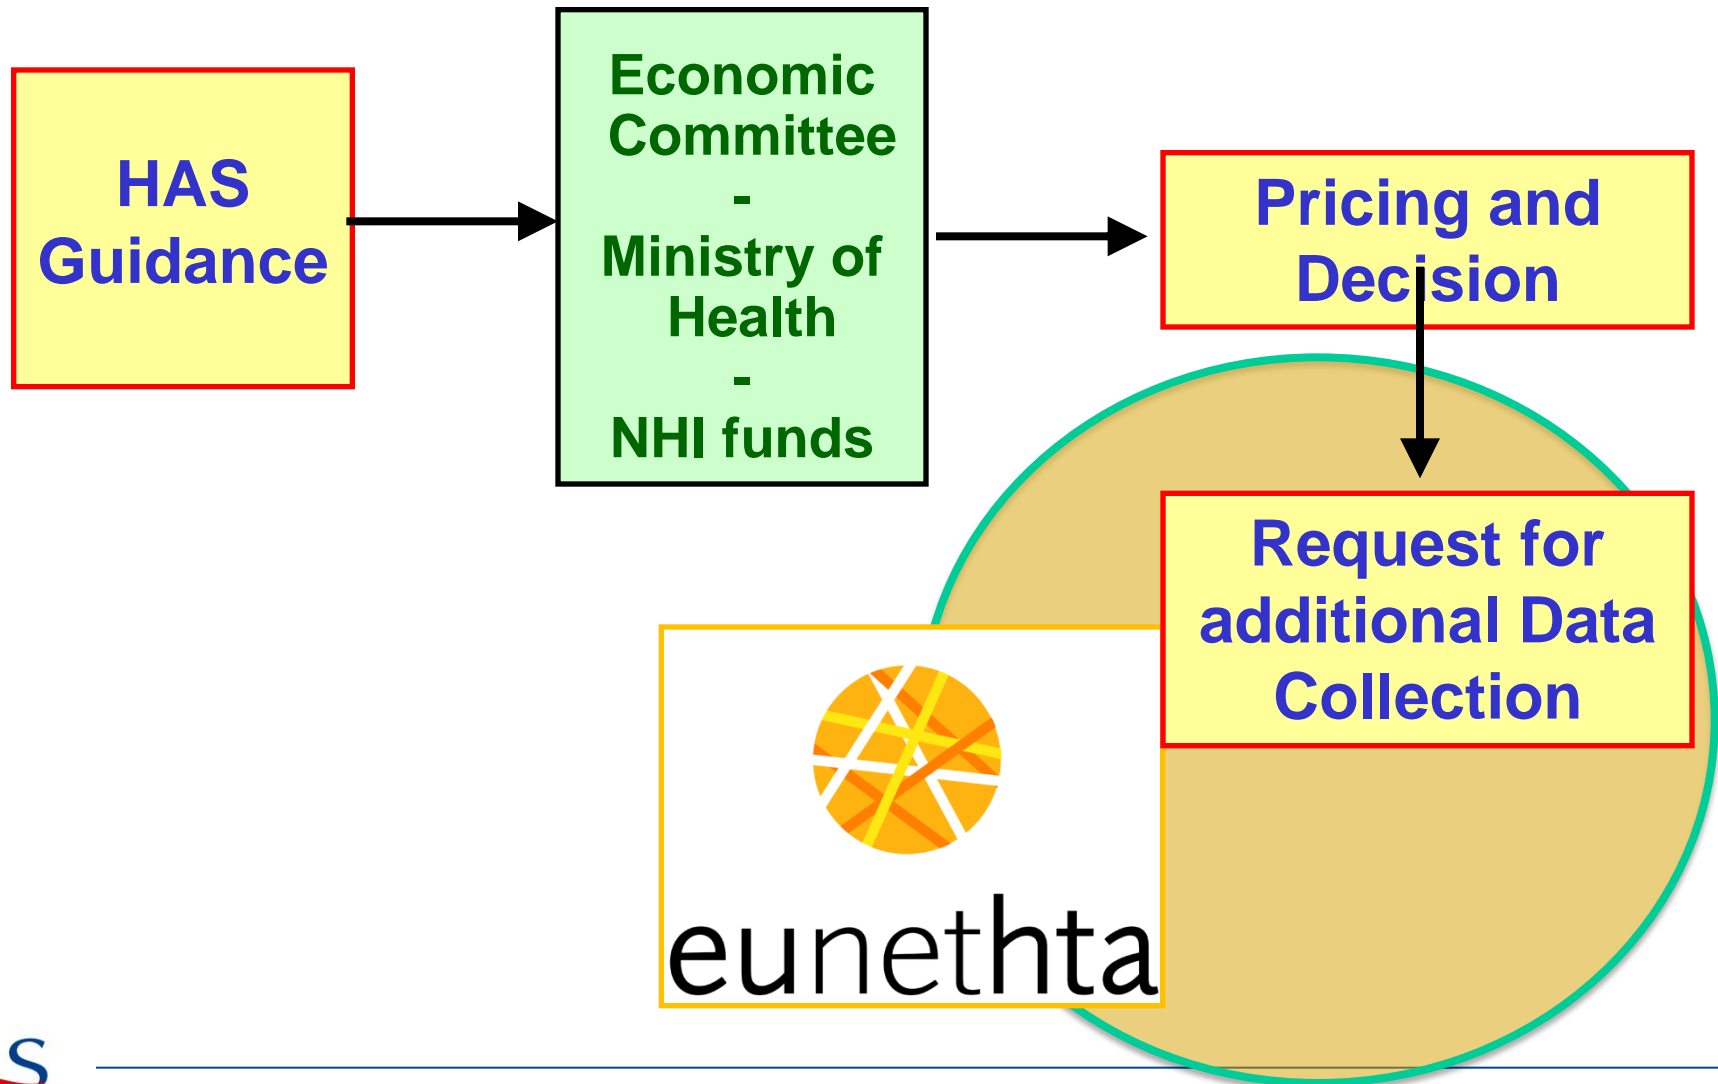 HAS
Guidance
Economic
Committee
-
Ministry of
Health
-
NHI funds
Pricing and
Decision
Request for
additional Data
Collection
eunethta
S